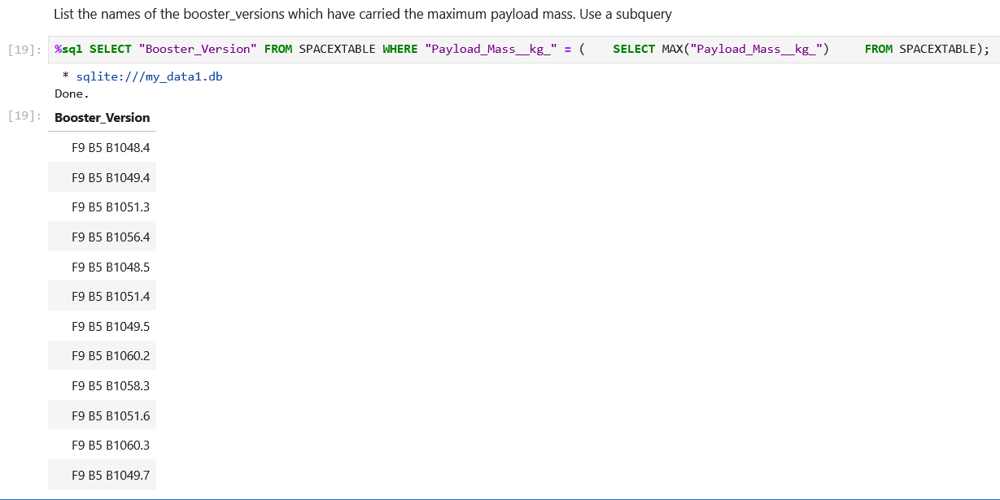 List the names of the booster_versions which have carried the maximum payload mass. Use a subquery
[19]: %sql SELECT "Booster_Version" FROM SPACEXTABLE WHERE "Payload_Mass__kg_" = (    SELECT MAX("Payload_Mass__kg_")     FROM SPACEXTABLE);
* sqlite:///my_data1.db
Done.
[19]: Booster_Version
F9 B5 B1048.4
F9 B5 B1049.4
F9 B5 B1051.3
F9 B5 B1056.4
F9 B5 B1048.5
F9 B5 B1051.4
F9 B5 B1049.5
F9 B5 B1060.2
F9 B5 B1058.3
F9 B5 B1051.6
F9 B5 B1060.3
F9 B5 B1049.7